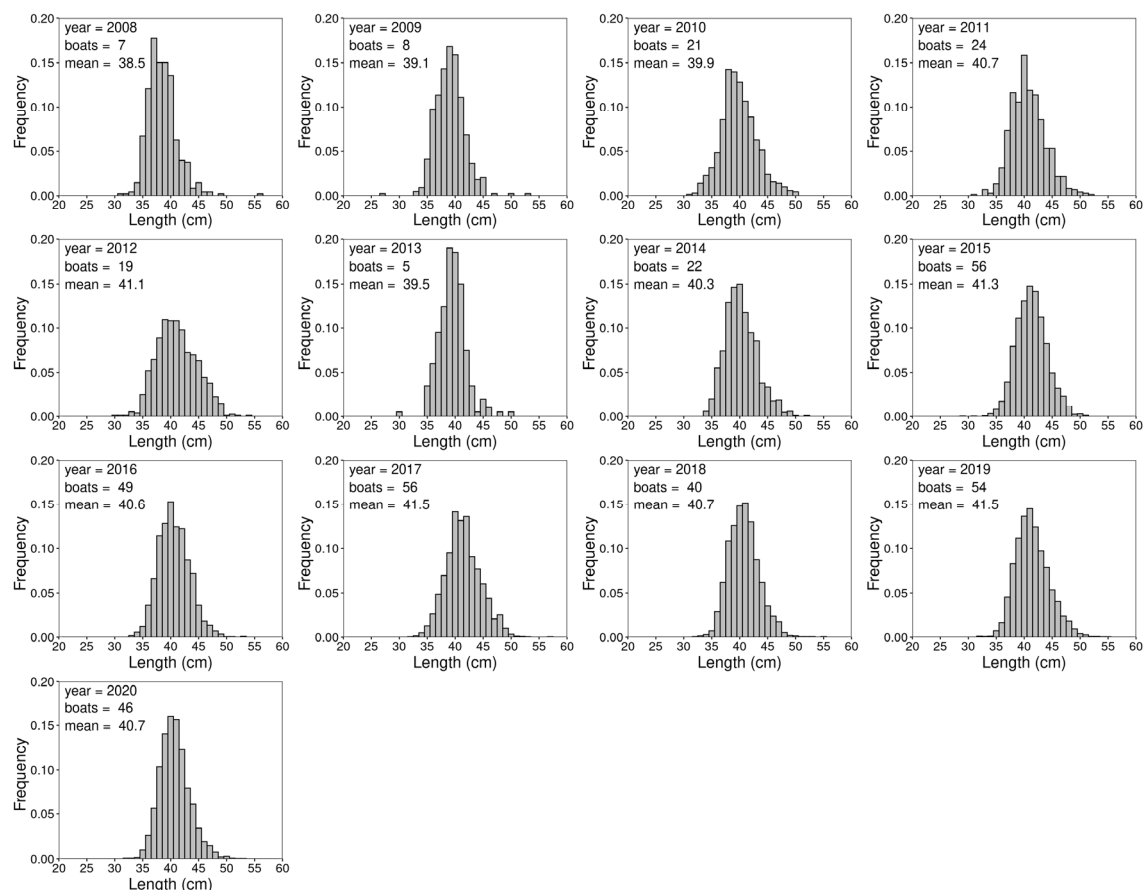 year = 2008
boats = 7
mean = 38.5
Frequency
0.20
0.15
0.10
0.05
0.00
20 25 30 35 40 45 50 55 60
Length (cm)
year = 2009
boats = 8
mean = 39.1
Frequency
0.20
0.15
0.10
0.05
0.00
20 25 30 35 40 45 50 55 60
Length (cm)
year = 2010
boats = 21
mean = 39.9
Frequency
0.20
0.15
0.10
0.05
0.00
20 25 30 35 40 45 50 55 60
Length (cm)
year = 2011
boats = 24
mean = 40.7
Frequency
0.20
0.15
0.10
0.05
0.00
20 25 30 35 40 45 50 55 60
Length (cm)
year = 2012
boats = 19
mean = 41.1
Frequency
0.20
0.15
0.10
0.05
0.00
20 25 30 35 40 45 50 55 60
Length (cm)
year = 2013
boats = 5
mean = 39.5
Frequency
0.20
0.15
0.10
0.05
0.00
20 25 30 35 40 45 50 55 60
Length (cm)
year = 2014
boats = 22
mean = 40.3
Frequency
0.20
0.15
0.10
0.05
0.00
20 25 30 35 40 45 50 55 60
Length (cm)
year = 2015
boats = 56
mean = 41.3
Frequency
0.20
0.15
0.10
0.05
0.00
20 25 30 35 40 45 50 55 60
Length (cm)
year = 2016
boats = 49
mean = 40.6
Frequency
0.20
0.15
0.10
0.05
0.00
20 25 30 35 40 45 50 55 60
Length (cm)
year = 2017
boats = 56
mean = 41.5
Frequency
0.20
0.15
0.10
0.05
0.00
20 25 30 35 40 45 50 55 60
Length (cm)
year = 2018
boats = 40
mean = 40.7
Frequency
0.20
0.15
0.10
0.05
0.00
20 25 30 35 40 45 50 55 60
Length (cm)
year = 2019
boats = 54
mean = 41.5
Frequency
0.20
0.15
0.10
0.05
0.00
20 25 30 35 40 45 50 55 60
Length (cm)
year = 2020
boats = 46
mean = 40.7
Frequency
0.20
0.15
0.10
0.05
0.00
20 25 30 35 40 45 50 55 60
Length (cm)